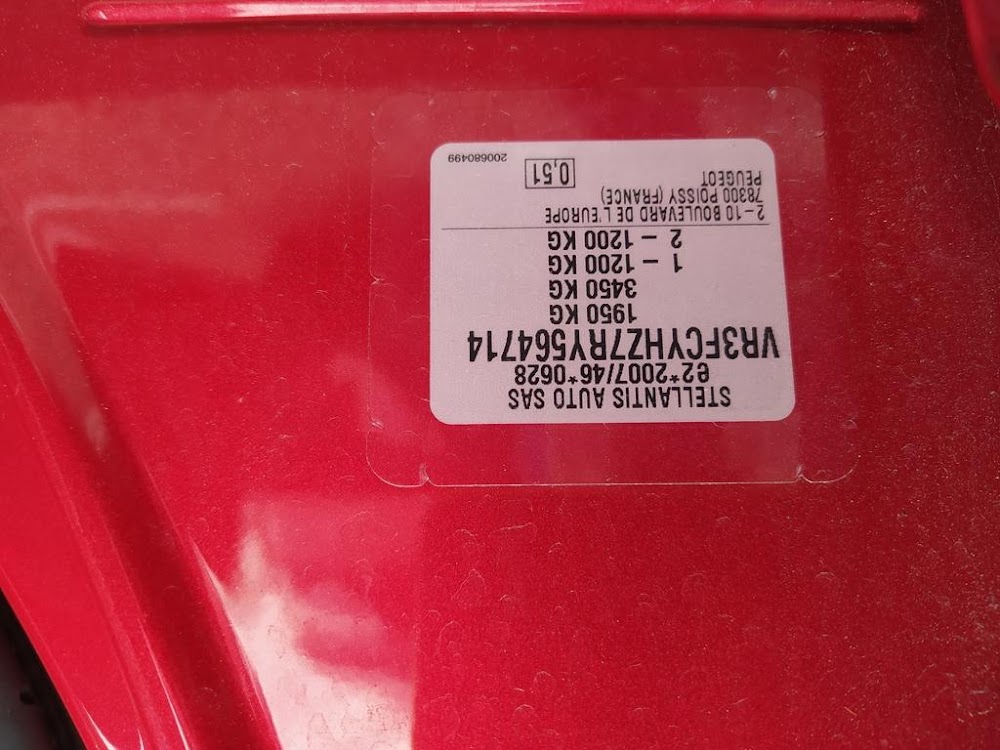 STELLANTIS AUTO SAS
e2*2007/46*0628
VR3FCYHZ7RY564714
1950 KG
3450 KG
1 – 1200 KG
2 – 1200 KG
2–10 BOULEVARD DE L'EUROPE
78300 POISSY (FRANCE)
PEUGEOT
0,51
200680499